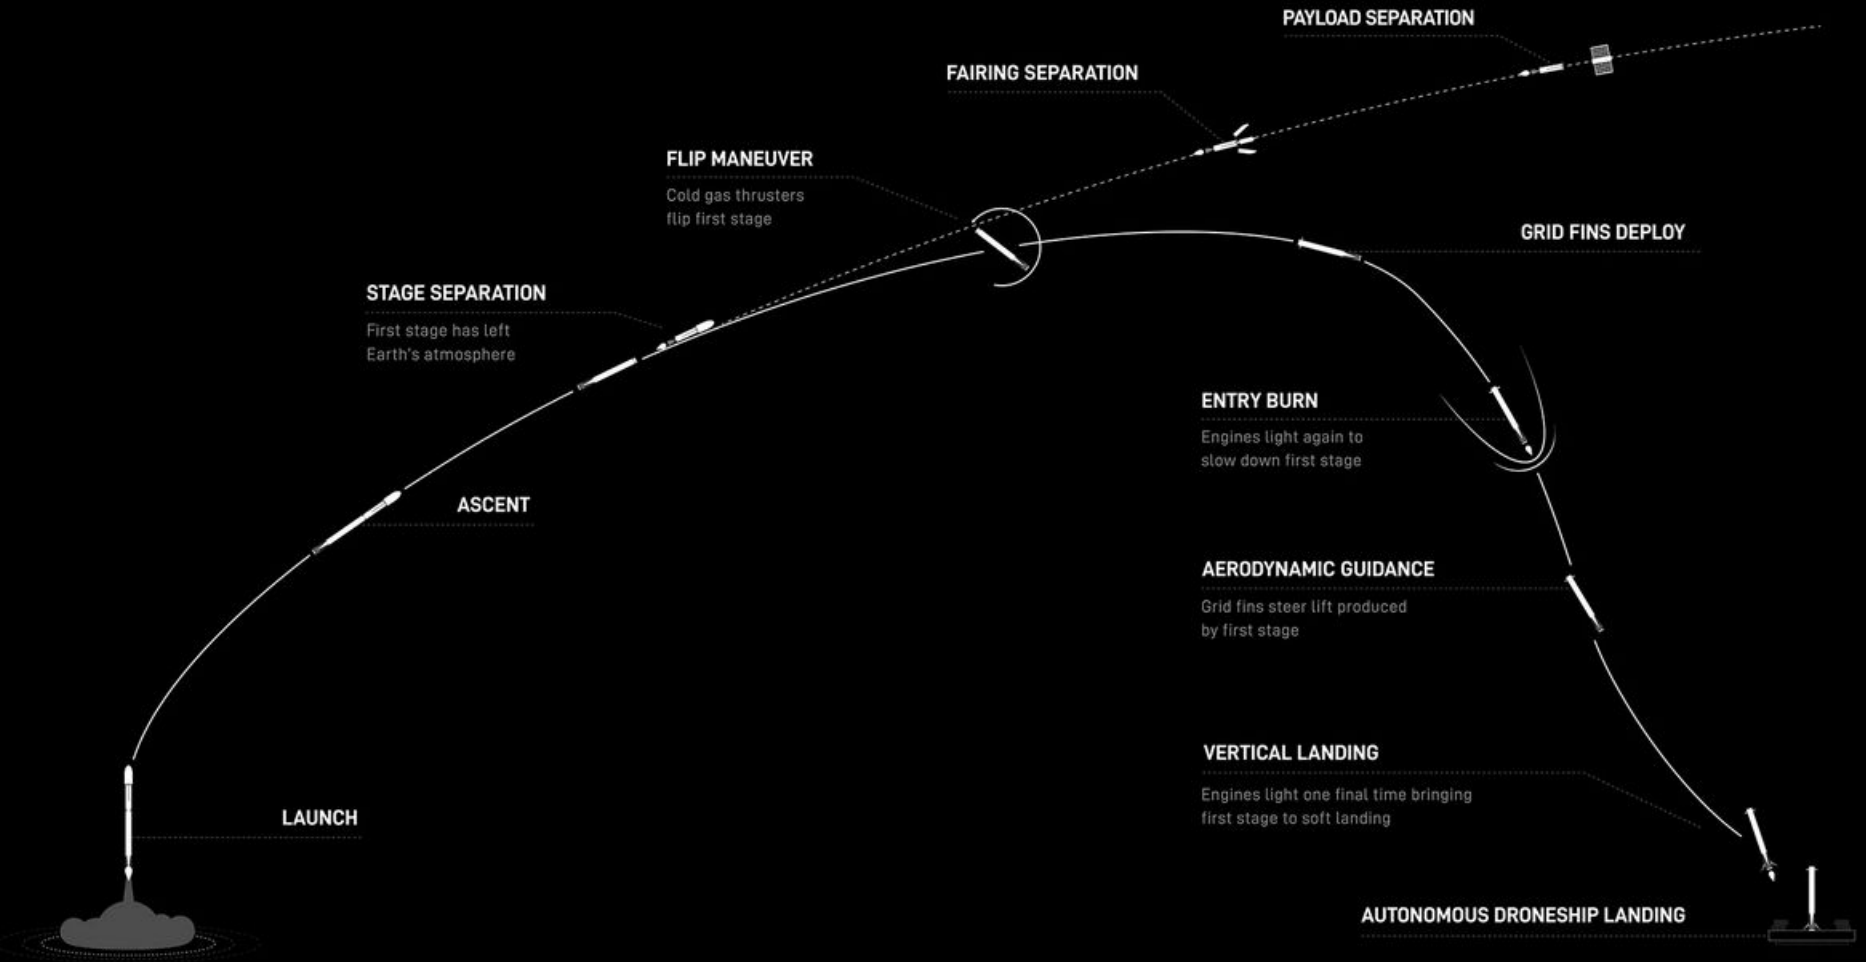 PAYLOAD SEPARATION
FAIRING SEPARATION
FLIP MANEUVER
Cold gas thrusters
flip first stage
GRID FINS DEPLOY
STAGE SEPARATION
First stage has left
Earth's atmosphere
ENTRY BURN
Engines light again to
slow down first stage
ASCENT
AERODYNAMIC GUIDANCE
Grid fins steer lift produced
by first stage
VERTICAL LANDING
Engines light one final time bringing
first stage to soft landing
LAUNCH
AUTONOMOUS DRONESHIP LANDING